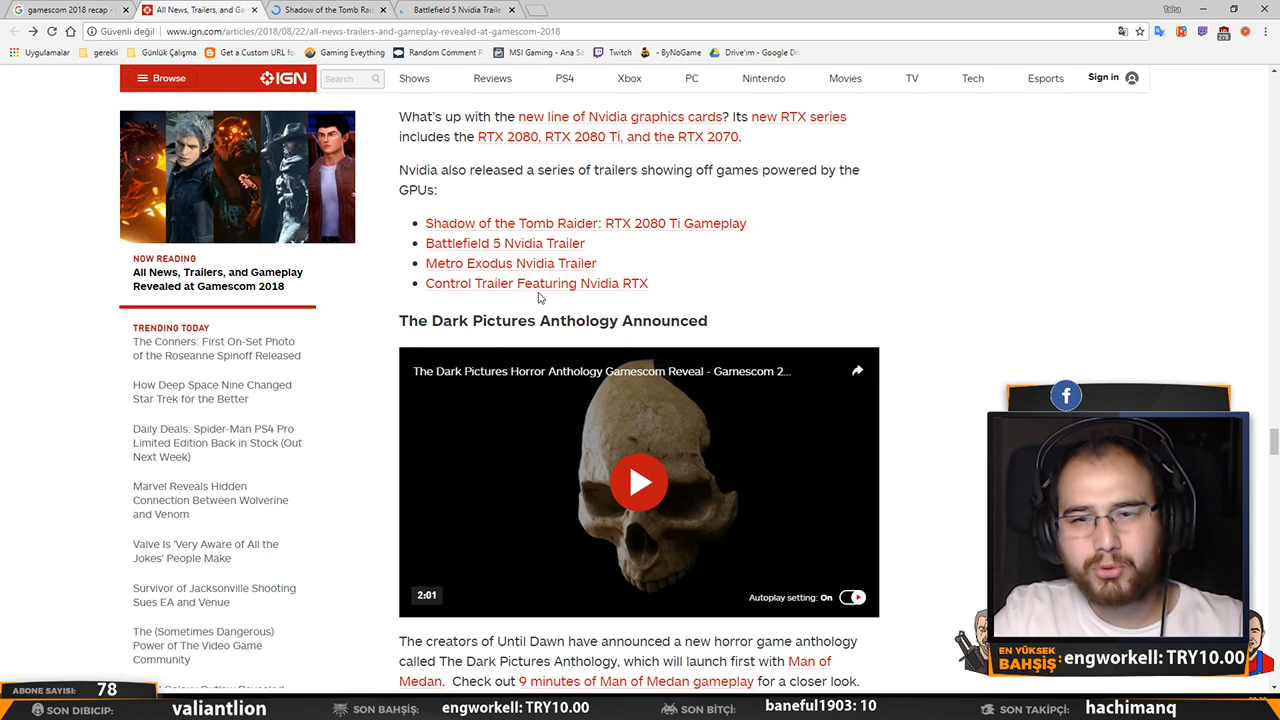 gamescom 2018 recap -
All News, Trailers, and Ga
Shadow of the Tomb Raid
Battlefield 5 Nvidia Traile
Güvenli değil
www.ign.com/articles/2018/08/22/all-news-trailers-and-gameplay-revealed-at-gamescom-2018
Uygulamalar
gerekli
Günlük Çalışma
Get a Custom URL fo
Gaming Eveything
Random Comment P
MSI Gaming - Ana Sa
Twitch
- ByNoGame
Drive'ım - Google Dr
Browse
IGN
Search
Shows
Reviews
PS4
Xbox
PC
Nintendo
Movies
TV
Tech
Esports
Sign in
What's up with the new line of Nvidia graphics cards? Its new RTX series
includes the RTX 2080, RTX 2080 Ti, and the RTX 2070.
Nvidia also released a series of trailers showing off games powered by the
GPUs:
Shadow of the Tomb Raider: RTX 2080 Ti Gameplay
Battlefield 5 Nvidia Trailer
Metro Exodus Nvidia Trailer
Control Trailer Featuring Nvidia RTX
NOW READING
All News, Trailers, and Gameplay
Revealed at Gamescom 2018
TRENDING TODAY
The Conners: First On-Set Photo
of the Roseanne Spinoff Released
How Deep Space Nine Changed
Star Trek for the Better
Daily Deals: Spider-Man PS4 Pro
Limited Edition Back in Stock (Out
Next Week)
Marvel Reveals Hidden
Connection Between Wolverine
and Venom
Valve Is 'Very Aware of All the
Jokes' People Make
Survivor of Jacksonville Shooting
Sues EA and Venue
The (Sometimes Dangerous)
Power of The Video Game
Community
The Dark Pictures Anthology Announced
The Dark Pictures Horror Anthology Gamescom Reveal - Gamescom 2...
2:01
Autoplay setting: On
The creators of Until Dawn have announced a new horror game anthology
called The Dark Pictures Anthology, which will launch first with Man of
Medan. Check out 9 minutes of Man of Medan gameplay for a closer look.
f
EN YÜKSEK
BAHŞİŞ:
engworkell: TRY10.00
ABONE SAYISI: 78
SON DIBICIP: valiantlion
SON BAHŞİŞ: engworkell: TRY10.00
SON BİTÇİ: baneful1903: 10
SON TAKİPÇİ: hachimanq